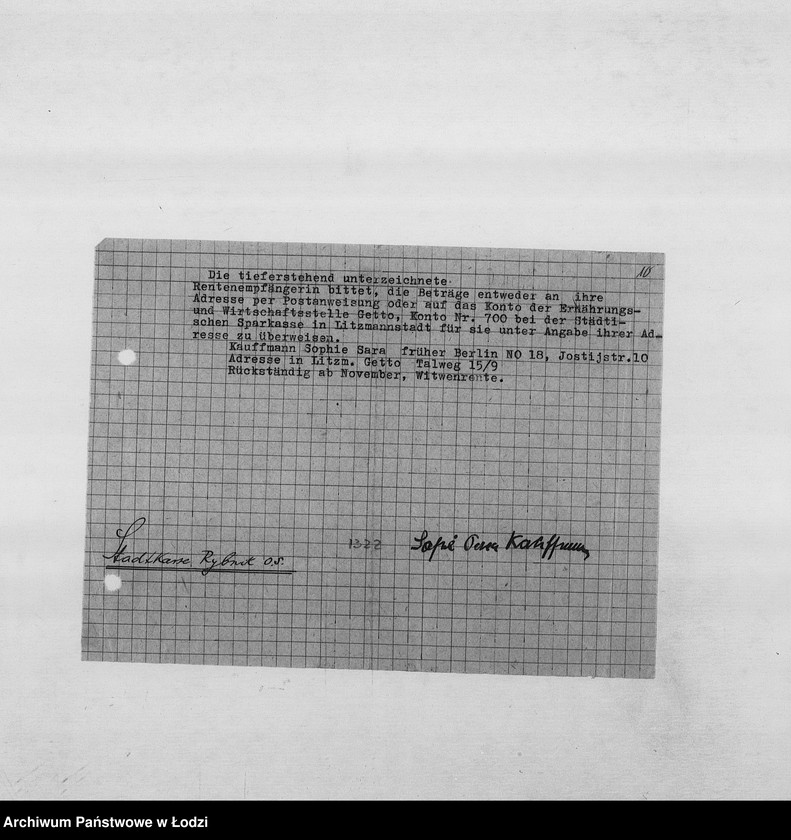 10
Die tieferstehend unterzeichnete
Rentenempfängerin bittet, die Beträge entweder an ihre
Adresse per Postanweisung oder auf das Konto der Ernährungs-
und Wirtschaftsstelle Getto, Konto Nr. 700 bei der Städti-
schen Sparkasse in Litzmannstadt für sie unter Angabe ihrer Ad-
resse zu überweisen.
Kauffmann Sophie Sara früher Berlin NO 18, Jostijstr.10
Adresse in Litzm. Getto Talweg 15/9
Rückständig ab November, Witwenrente.
Stadtkasse Rybnik O.S.
1322
Sofie Sara Kauffmann
Archiwum Państwowe w Łodzi